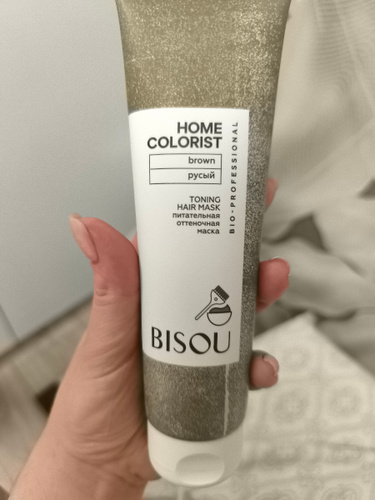 HOME
COLORIST
brown
русый
TONING
HAIR MASK
питательная
оттеночная
маска
BIO-PROFESSIONAL
BISOU